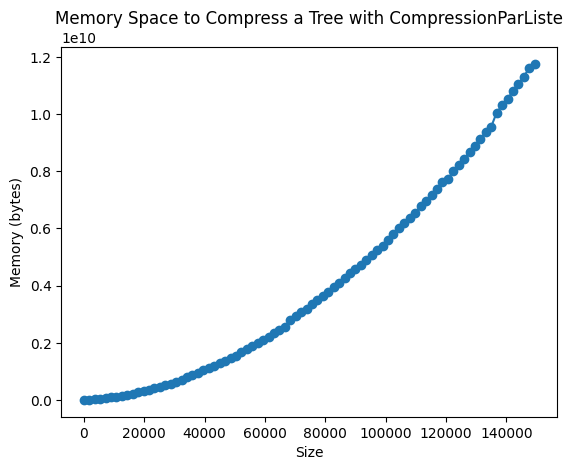 Memory Space to Compress a Tree with CompressionParListe
1e10
1.2
1.0
0.8
0.6
0.4
0.2
0.0
Memory (bytes)
0 20000 40000 60000 80000 100000 120000 140000
Size